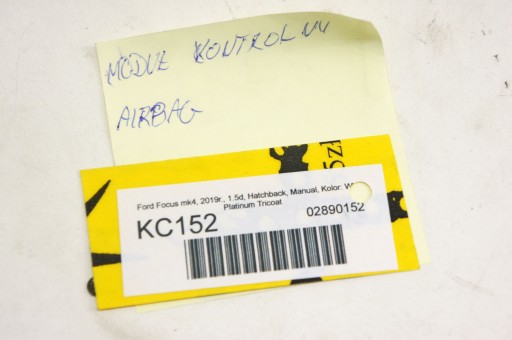 MODUŁ KONTROLNY
AIRBAG
Ford Focus mk4, 2019r., 1.5d, Hatchback, Manual, Kolor:
Platinum Tricoat
KC152
02890152